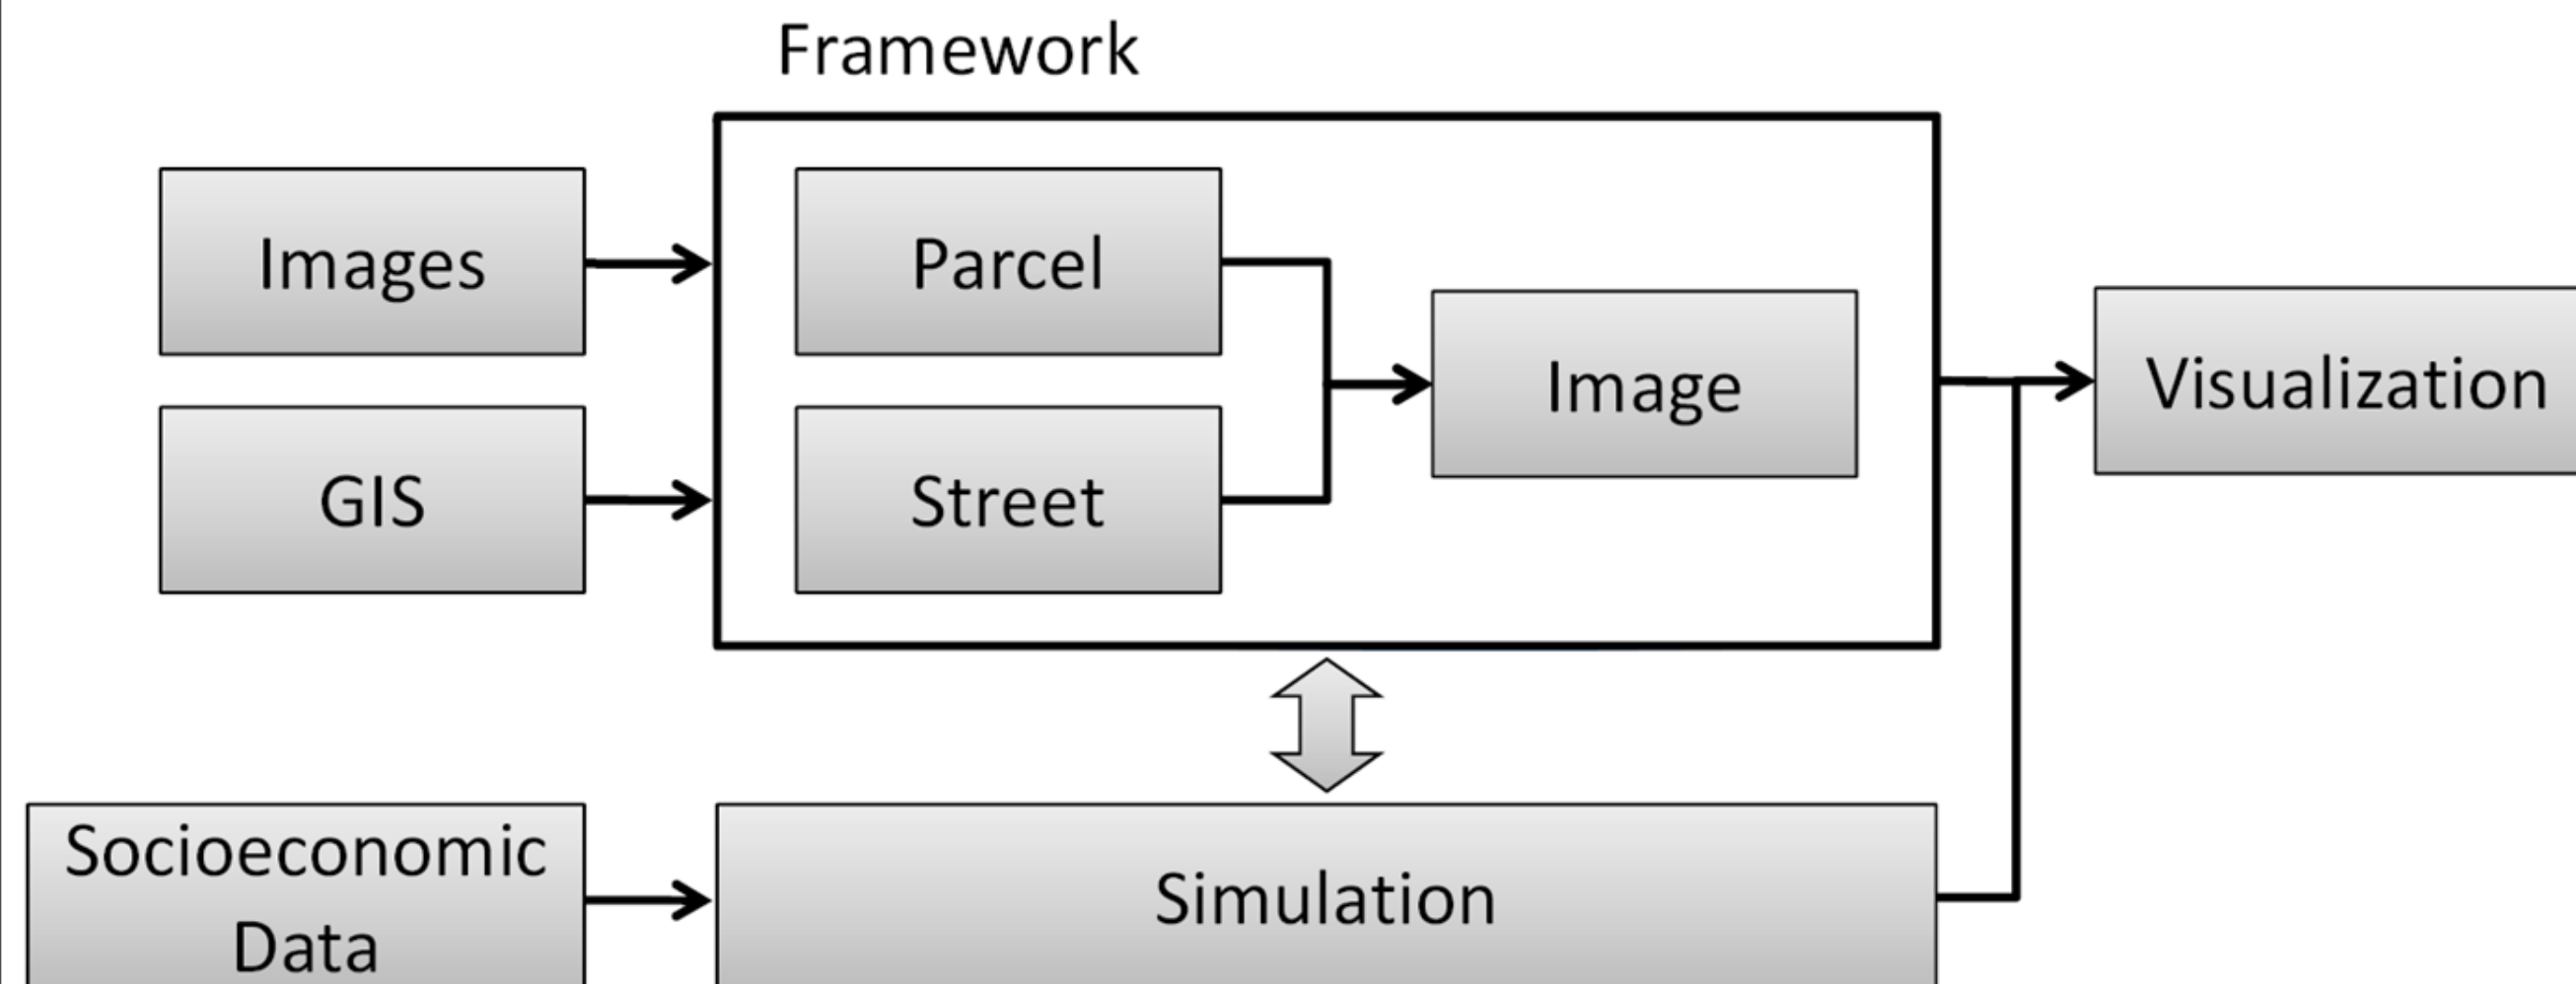 Framework
Images
Parcel
Image
Visualization
GIS
Street
Socioeconomic
Data
Simulation